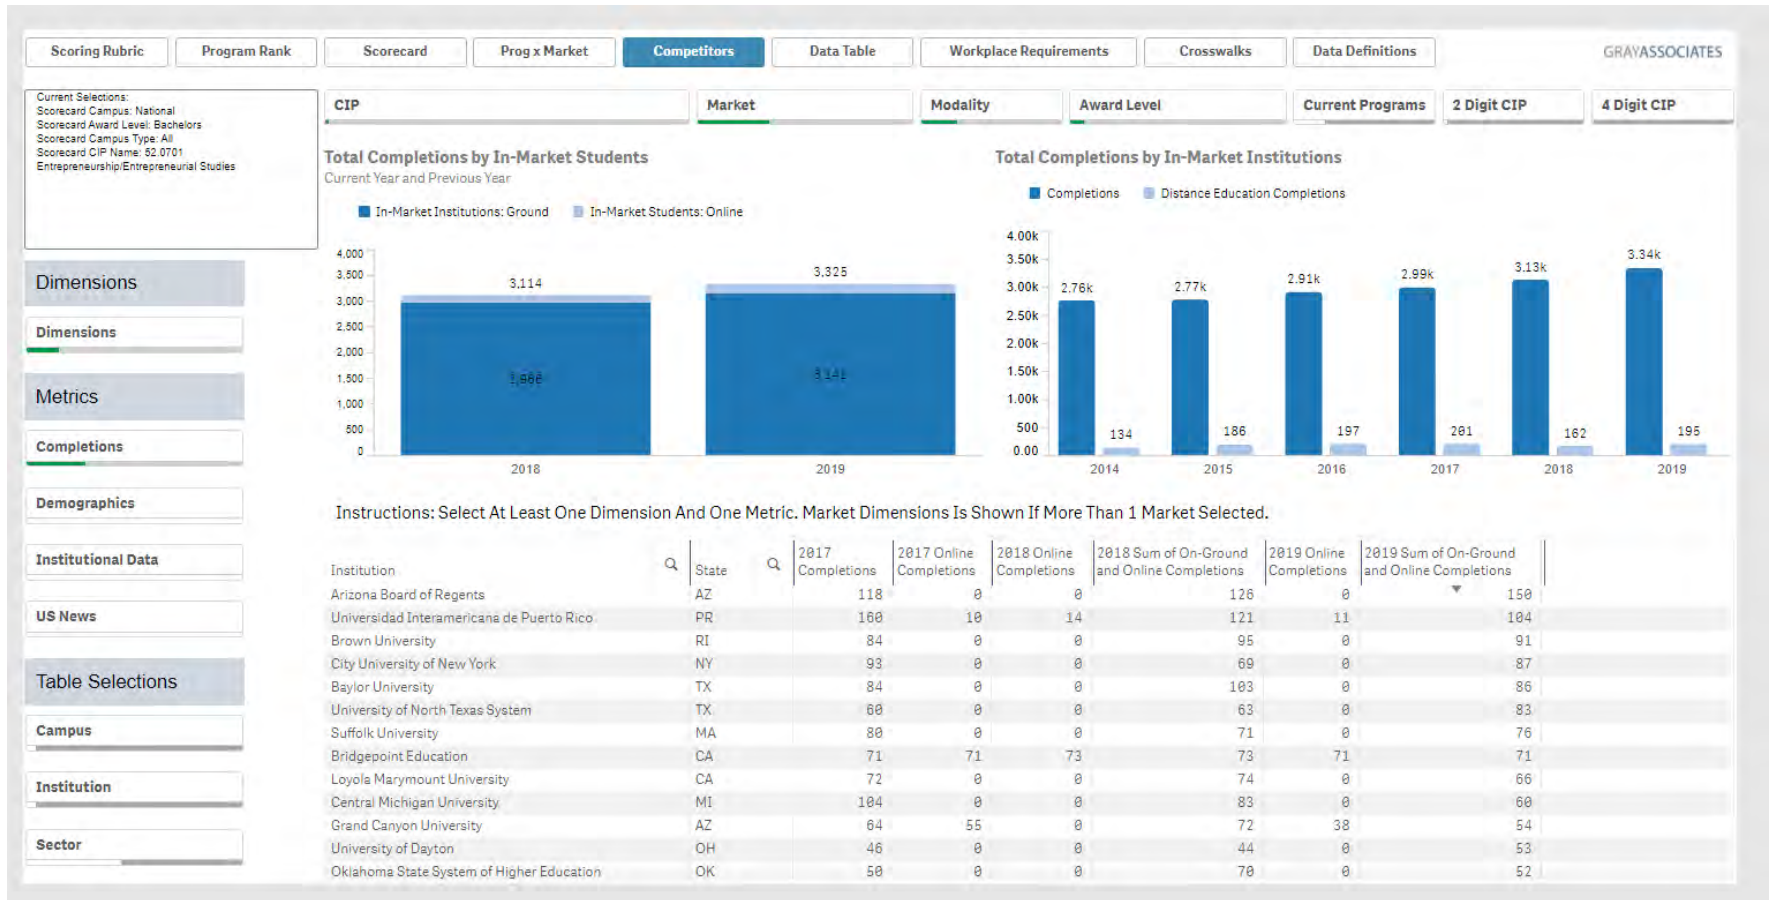 Scoring Rubric Program Rank Scorecard Prog x Market Competitors Data Table Workplace Requirements Crosswalks Data Definitions GRAYASSOCIATES
Current Selections:
Scorecard Campus: National
Scorecard Award Level: Bachelors
Scorecard Campus Type: All
Scorecard CIP Name: 52.0701
Entrepreneurship/Entrepreneurial Studies
CIP Market Modality Award Level Current Programs 2 Digit CIP 4 Digit CIP
Dimensions
Dimensions
Metrics
Completions
Demographics
Institutional Data
US News
Table Selections
Campus
Institution
Sector
Total Completions by In-Market Students
Current Year and Previous Year
In-Market Institutions: Ground In-Market Students: Online
4,000
3,500
3,000
2,500
2,000
1,500
1,000
500
0
3,114
3,325
3,141
2018 2019
Total Completions by In-Market Institutions
Completions Distance Education Completions
4.00k
3.50k
3.00k
2.50k
2.00k
1.50k
1.00k
500
0.00
2.76k 2.77k 2.91k 2.99k 3.13k 3.34k
134 186 197 201 162 195
2014 2015 2016 2017 2018 2019
Instructions: Select At Least One Dimension And One Metric. Market Dimensions Is Shown If More Than 1 Market Selected.
Institution State 2017 Completions 2017 Online Completions 2018 Online Completions 2018 Sum of On-Ground and Online Completions 2019 Online Completions 2019 Sum of On-Ground and Online Completions
Arizona Board of Regents AZ 118 0 0 126 0 150
Universidad Interamericana de Puerto Rico PR 160 10 14 121 11 104
Brown University RI 84 0 0 95 0 91
City University of New York NY 93 0 0 69 0 87
Baylor University TX 84 0 0 103 0 86
University of North Texas System TX 60 0 0 63 0 83
Suffolk University MA 80 0 0 71 0 76
Bridgepoint Education CA 71 71 73 73 71 71
Loyola Marymount University CA 72 0 0 74 0 66
Central Michigan University MI 104 0 0 83 0 60
Grand Canyon University AZ 64 55 0 72 38 54
University of Dayton OH 46 0 0 44 0 53
Oklahoma State System of Higher Education OK 50 0 0 70 0 52